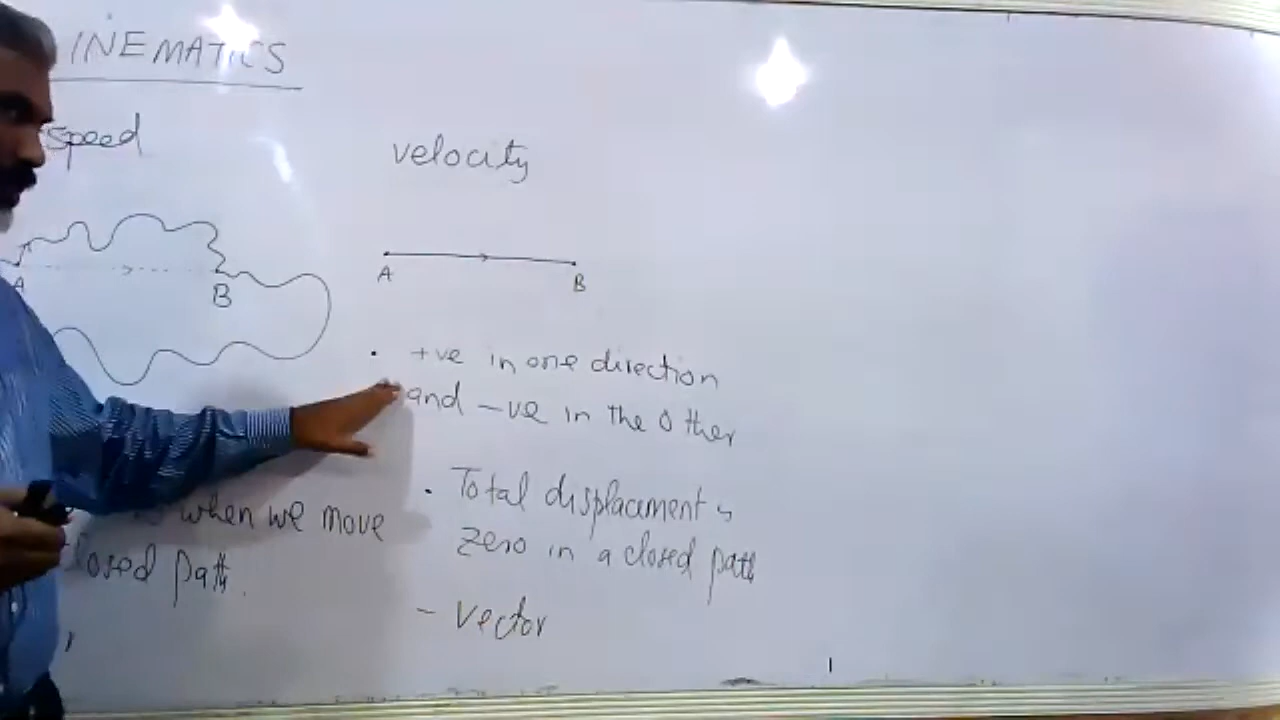 INEMATICS
speed
velocity
A
B
A
B
• +ve in one direction
and -ve in the other
• Total displacement is
zero in a closed path
when we move
losed path.
- Vector